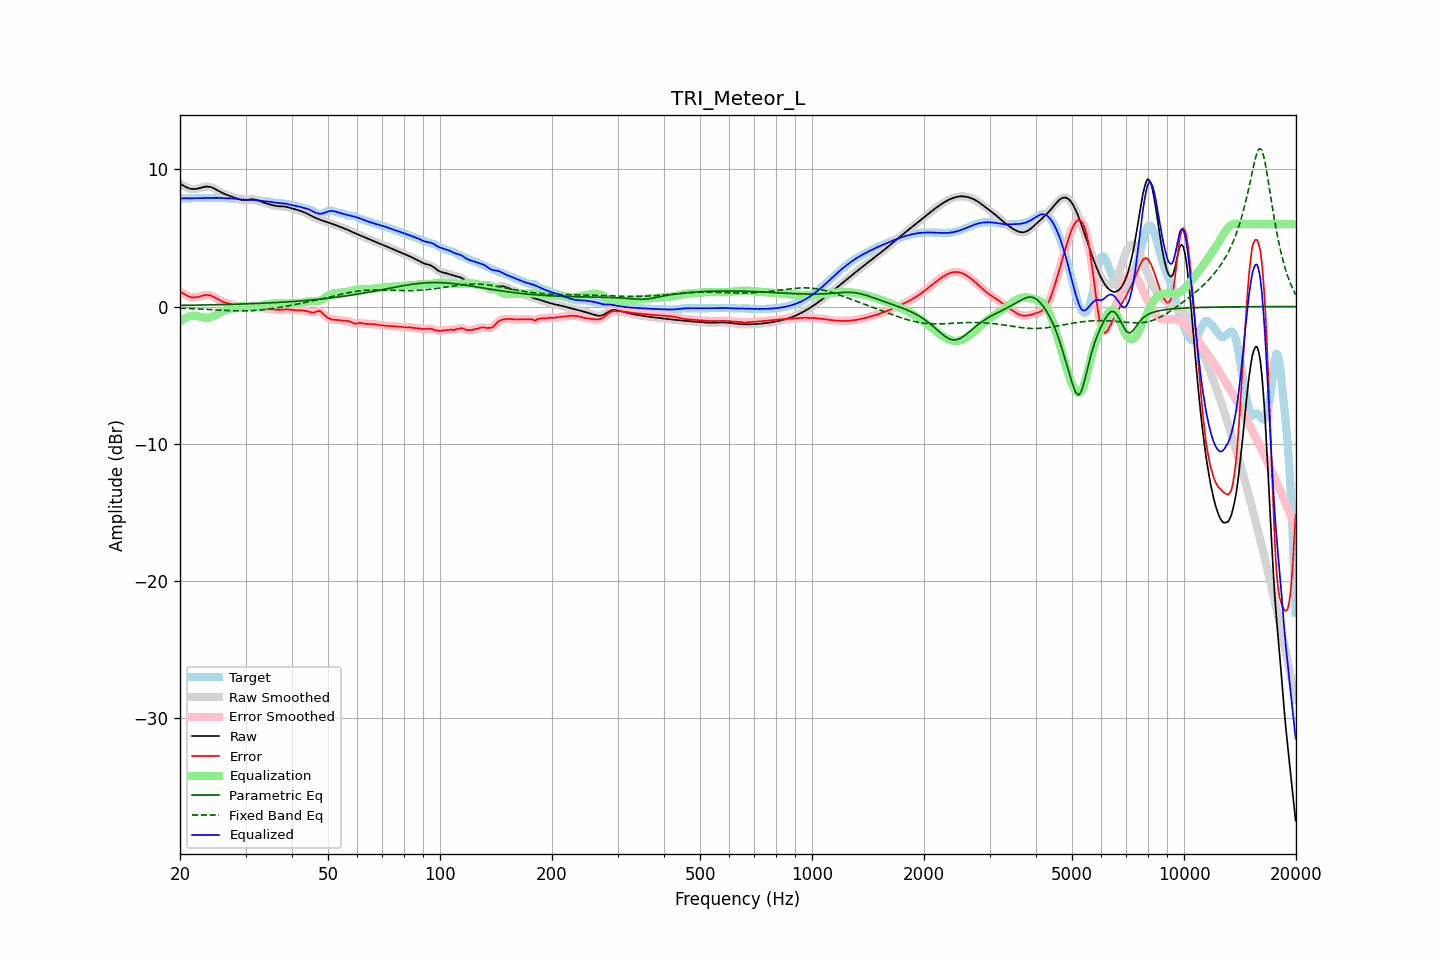 TRI_Meteor_L
Amplitude (dBr)
10
0
−10
−20
−30
20
50
100
200
500
1000
2000
5000
10000
20000
Frequency (Hz)
Target
Raw Smoothed
Error Smoothed
Raw
Error
Equalization
Parametric Eq
Fixed Band Eq
Equalized